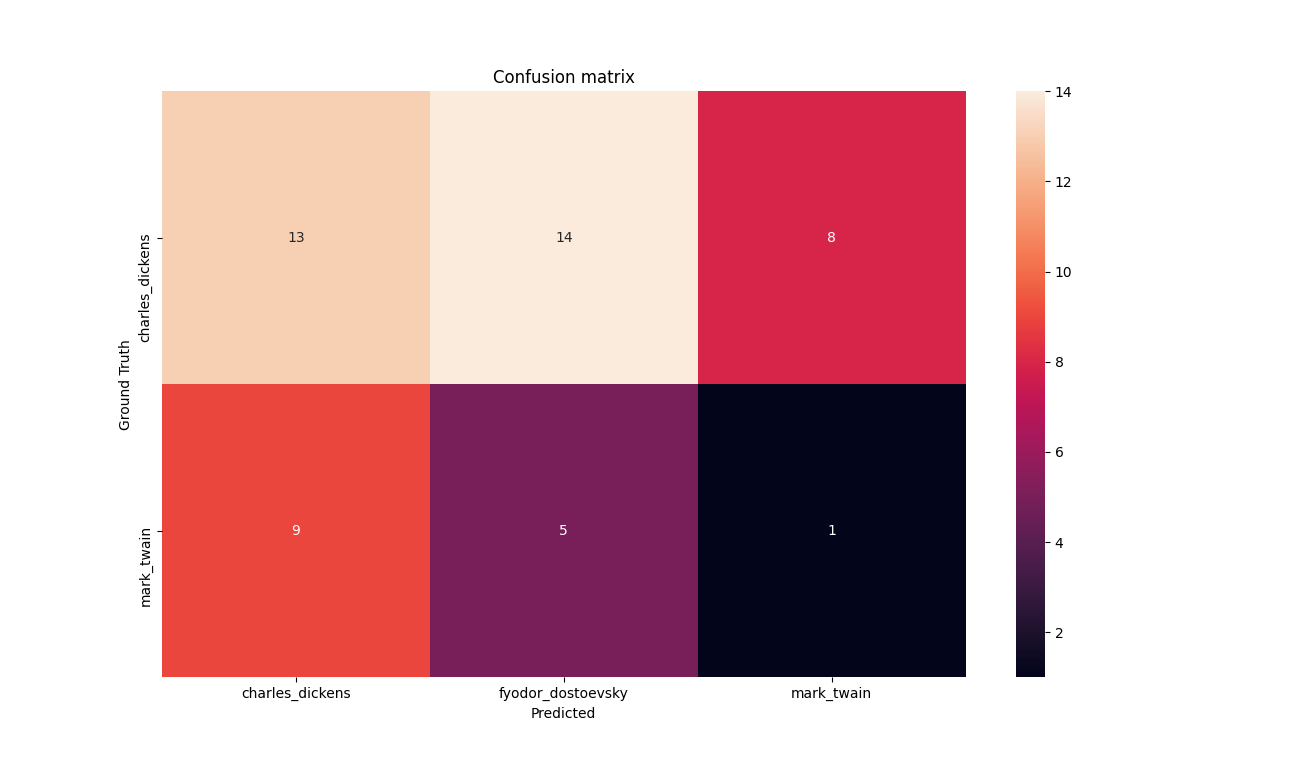 Confusion matrix
Ground Truth
charles_dickens
mark_twain
13 14 8
9 5 1
charles_dickens fyodor_dostoevsky mark_twain
Predicted
14
12
10
8
6
4
2